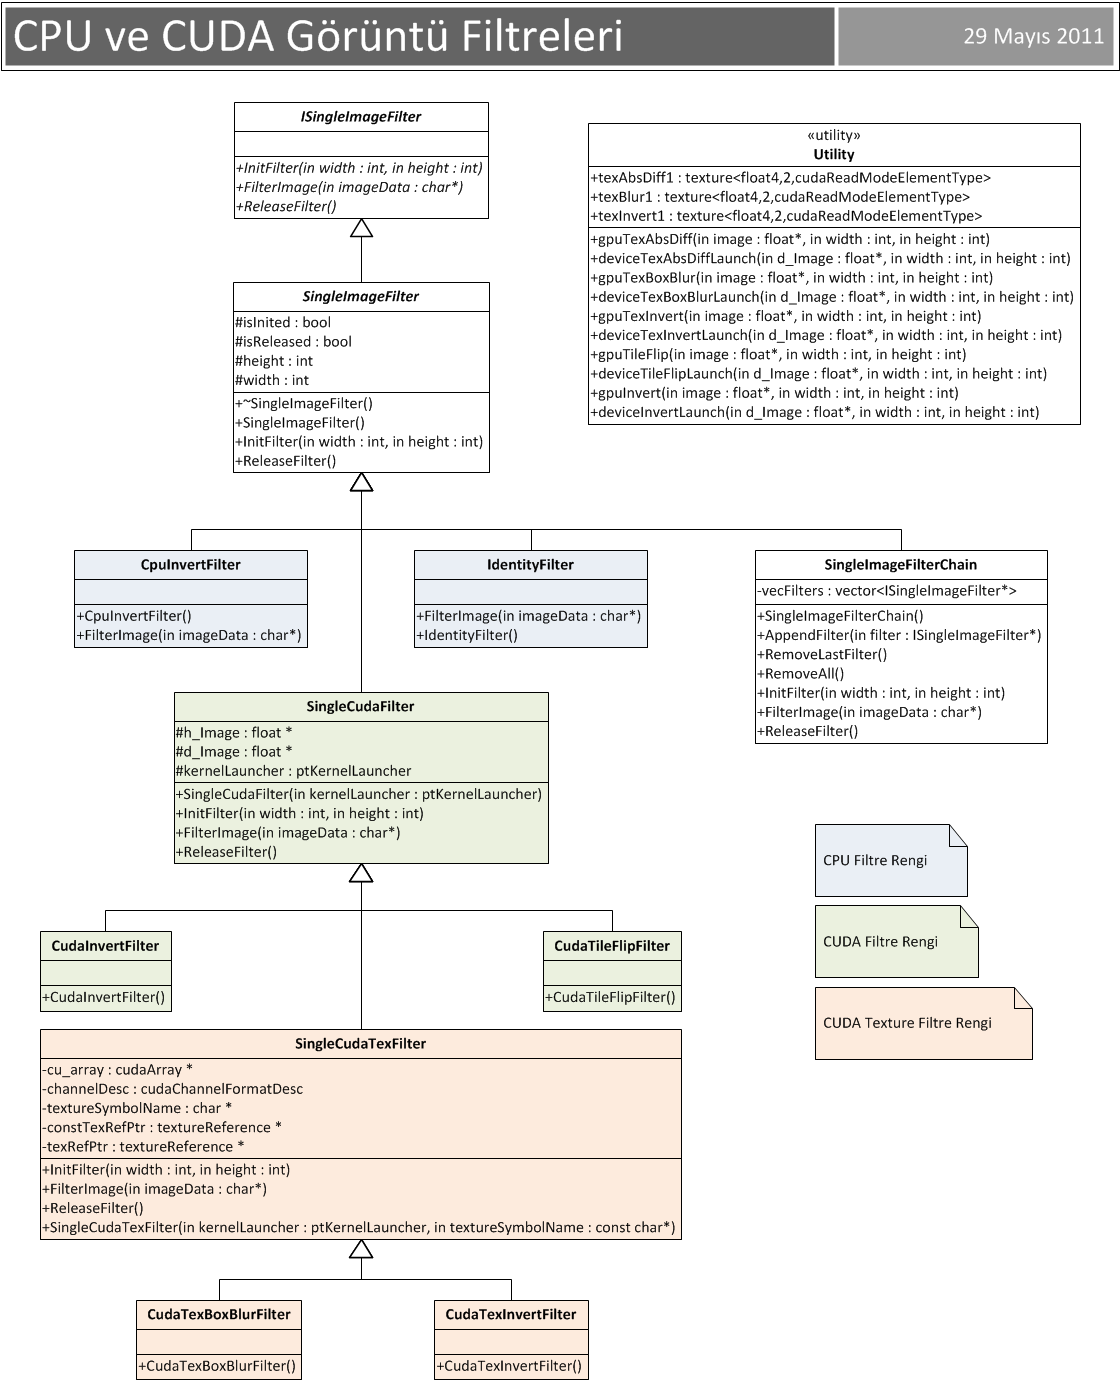 CPU ve CUDA Görüntü Filtreleri
29 Mayıs 2011
ISingleImageFilter
+InitFilter(in width : int, in height : int)
+FilterImage(in imageData : char*)
+ReleaseFilter()
«utility»
Utility
+texAbsDiff1 : texture<float4,2,cudaReadModeElementType>
+texBlur1 : texture<float4,2,cudaReadModeElementType>
+texInvert1 : texture<float4,2,cudaReadModeElementType>
+gpuTexAbsDiff(in image : float*, in width : int, in height : int)
+deviceTexAbsDiffLaunch(in d_Image : float*, in width : int, in height : int)
+gpuTexBoxBlur(in image : float*, in width : int, in height : int)
+deviceTexBoxBlurLaunch(in d_Image : float*, in width : int, in height : int)
+gpuTexInvert(in image : float*, in width : int, in height : int)
+deviceTexInvertLaunch(in d_Image : float*, in width : int, in height : int)
+gpuTileFlip(in image : float*, in width : int, in height : int)
+deviceTileFlipLaunch(in d_Image : float*, in width : int, in height : int)
+gpuInvert(in image : float*, in width : int, in height : int)
+deviceInvertLaunch(in d_Image : float*, in width : int, in height : int)
SingleImageFilter
#isInited : bool
#isReleased : bool
#height : int
#width : int
+~SingleImageFilter()
+SingleImageFilter()
+InitFilter(in width : int, in height : int)
+ReleaseFilter()
CpuInvertFilter
+CpuInvertFilter()
+FilterImage(in imageData : char*)
IdentityFilter
+FilterImage(in imageData : char*)
+IdentityFilter()
SingleImageFilterChain
-vecFilters : vector<ISingleImageFilter*>
+SingleImageFilterChain()
+AppendFilter(in filter : ISingleImageFilter*)
+RemoveLastFilter()
+RemoveAll()
+InitFilter(in width : int, in height : int)
+FilterImage(in imageData : char*)
+ReleaseFilter()
SingleCudaFilter
#h_Image : float *
#d_Image : float *
#kernelLauncher : ptKernelLauncher
+SingleCudaFilter(in kernelLauncher : ptKernelLauncher)
+InitFilter(in width : int, in height : int)
+FilterImage(in imageData : char*)
+ReleaseFilter()
CPU Filtre Rengi
CUDA Filtre Rengi
CUDA Texture Filtre Rengi
CudaInvertFilter
+CudaInvertFilter()
CudaTileFlipFilter
+CudaTileFlipFilter()
SingleCudaTexFilter
-cu_array : cudaArray *
-channelDesc : cudaChannelFormatDesc
-textureSymbolName : char *
-constTexRefPtr : textureReference *
-texRefPtr : textureReference *
+InitFilter(in width : int, in height : int)
+FilterImage(in imageData : char*)
+ReleaseFilter()
+SingleCudaTexFilter(in kernelLauncher : ptKernelLauncher, in textureSymbolName : const char*)
CudaTexBoxBlurFilter
+CudaTexBoxBlurFilter()
CudaTexInvertFilter
+CudaTexInvertFilter()